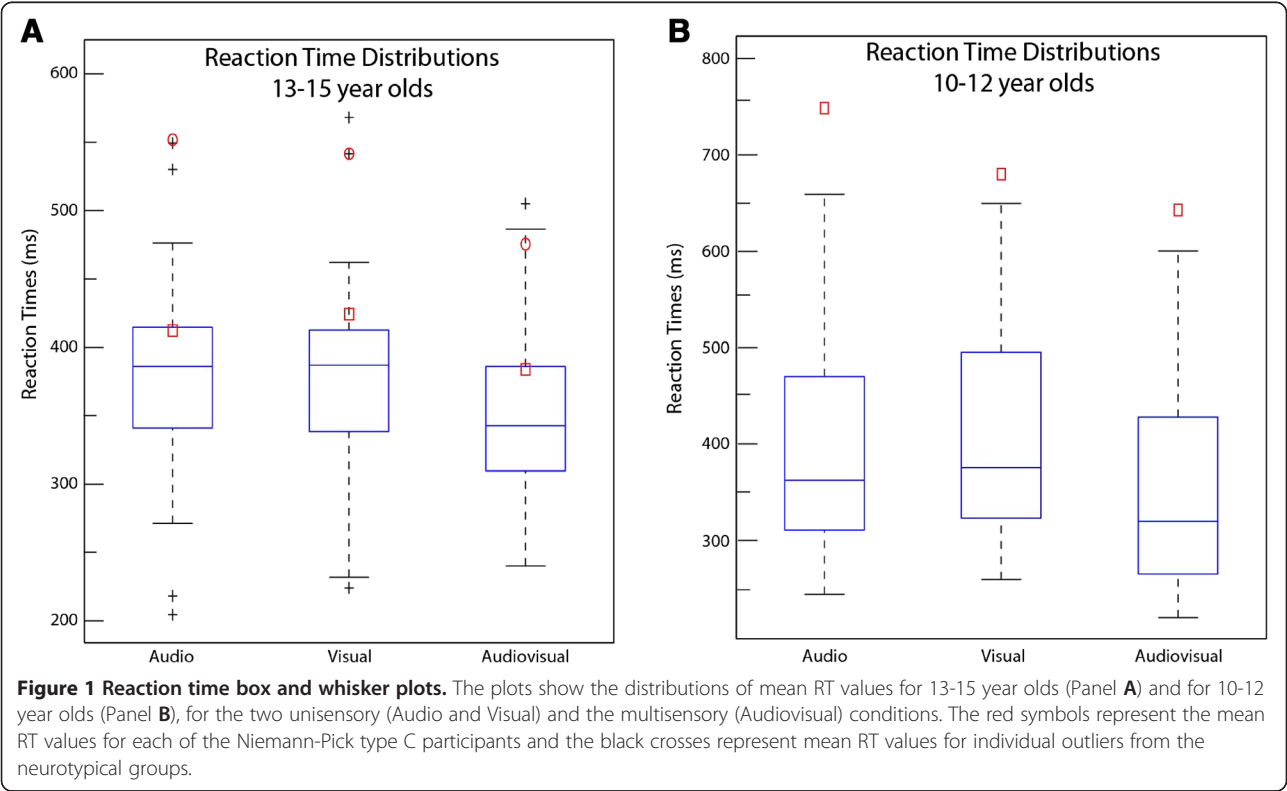 A
Reaction Time Distributions
13-15 year olds
600
500
400
300
200
Reaction Times (ms)
Audio
Visual
Audiovisual
B
Reaction Time Distributions
10-12 year olds
800
700
600
500
400
300
Reaction Times (ms)
Audio
Visual
Audiovisual
Figure 1 Reaction time box and whisker plots. The plots show the distributions of mean RT values for 13-15 year olds (Panel A) and for 10-12
year olds (Panel B), for the two unisensory (Audio and Visual) and the multisensory (Audiovisual) conditions. The red symbols represent the mean
RT values for each of the Niemann-Pick type C participants and the black crosses represent mean RT values for individual outliers from the
neurotypical groups.